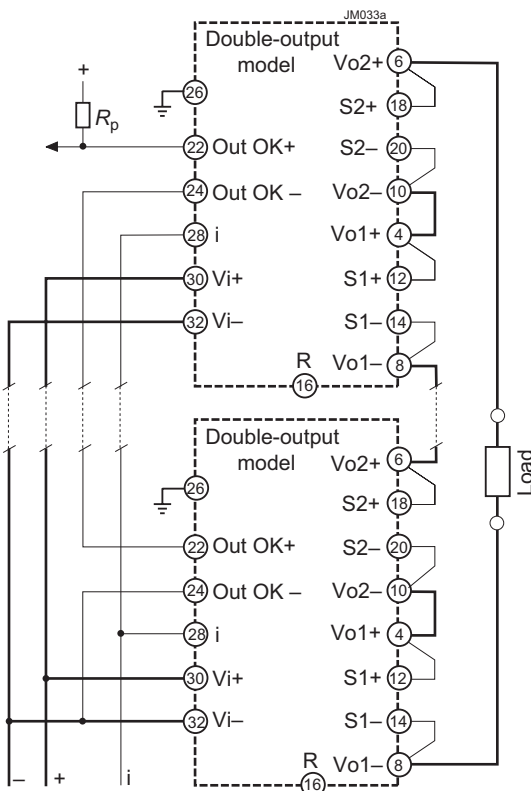 JM033a
Double-output
model
Vo2+ 6
26
S2+ 18
+
Rp
22 Out OK+
S2– 20
24 Out OK –
Vo2– 10
28 i
Vo1+ 4
30 Vi+
S1+ 12
32 Vi–
S1– 14
R
16
Vo1– 8
Double-output
model
Vo2+ 6
26
S2+ 18
Load
22 Out OK+
S2– 20
24 Out OK –
Vo2– 10
28 i
Vo1+ 4
30 Vi+
S1+ 12
32 Vi–
S1– 14
R
16
Vo1– 8
– + i